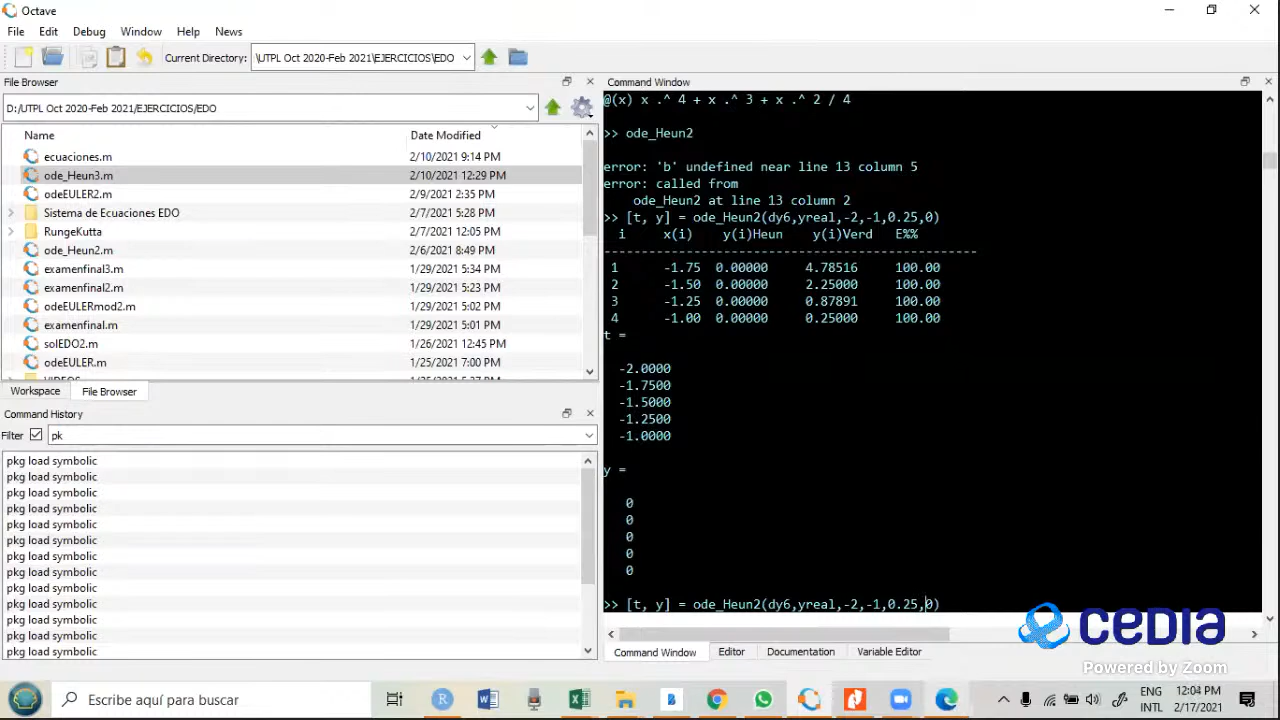 Octave
File Edit Debug Window Help News
Current Directory: \UTPL Oct 2020-Feb 2021\EJERCICIOS\EDO
File Browser
D:/UTPL Oct 2020-Feb 2021/EJERCICIOS/EDO
Name Date Modified
ecuaciones.m 2/10/2021 9:14 PM
ode_Heun3.m 2/10/2021 12:29 PM
odeEULER2.m 2/9/2021 2:35 PM
Sistema de Ecuaciones EDO 2/7/2021 5:28 PM
RungeKutta 2/7/2021 12:05 PM
ode_Heun2.m 2/6/2021 8:49 PM
examenfinal3.m 1/29/2021 5:34 PM
examenfinal2.m 1/29/2021 5:23 PM
odeEULERmod2.m 1/29/2021 5:02 PM
examenfinal.m 1/29/2021 5:01 PM
solEDO2.m 1/26/2021 12:45 PM
odeEULER.m 1/25/2021 7:00 PM
Workspace File Browser
Command History
Filter pk
pkg load symbolic
pkg load symbolic
pkg load symbolic
pkg load symbolic
pkg load symbolic
pkg load symbolic
pkg load symbolic
pkg load symbolic
pkg load symbolic
pkg load symbolic
pkg load symbolic
pkg load symbolic
pkg load symbolic
Command Window
@(x) x .^ 4 + x .^ 3 + x .^ 2 / 4
>> ode_Heun2
error: 'b' undefined near line 13 column 5
error: called from
ode_Heun2 at line 13 column 2
>> [t, y] = ode_Heun2(dy6,yreal,-2,-1,0.25,0)
i x(i) y(i)Heun y(i)Verd E%%
------------------------------------------------
1 -1.75 0.00000 4.78516 100.00
2 -1.50 0.00000 2.25000 100.00
3 -1.25 0.00000 0.87891 100.00
4 -1.00 0.00000 0.25000 100.00
t =
-2.0000
-1.7500
-1.5000
-1.2500
-1.0000
y =
0
0
0
0
0
>> [t, y] = ode_Heun2(dy6,yreal,-2,-1,0.25,0)
Command Window Editor Documentation Variable Editor
cedia
Powered by Zoom
Escribe aquí para buscar
ENG
INTL
12:04 PM
2/17/2021